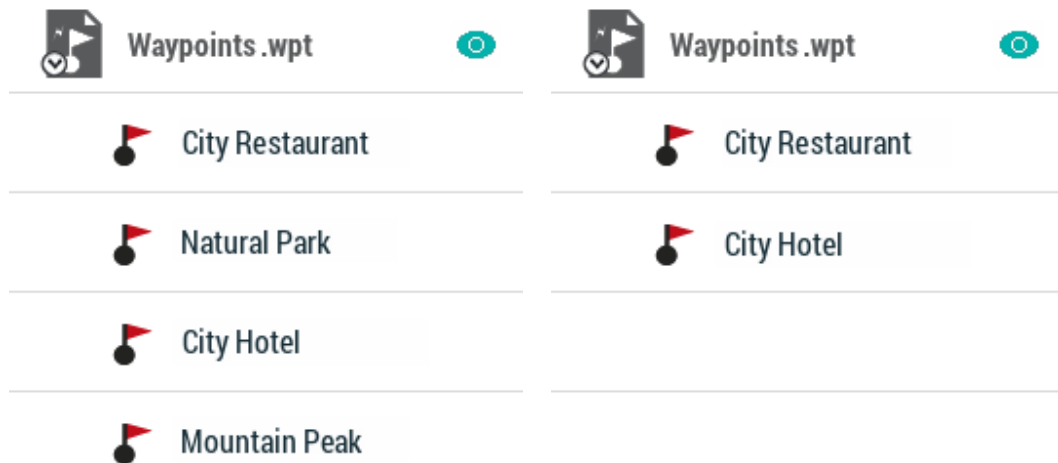 Waypoints.wpt
City Restaurant
Natural Park
City Hotel
Mountain Peak
Waypoints.wpt
City Restaurant
City Hotel